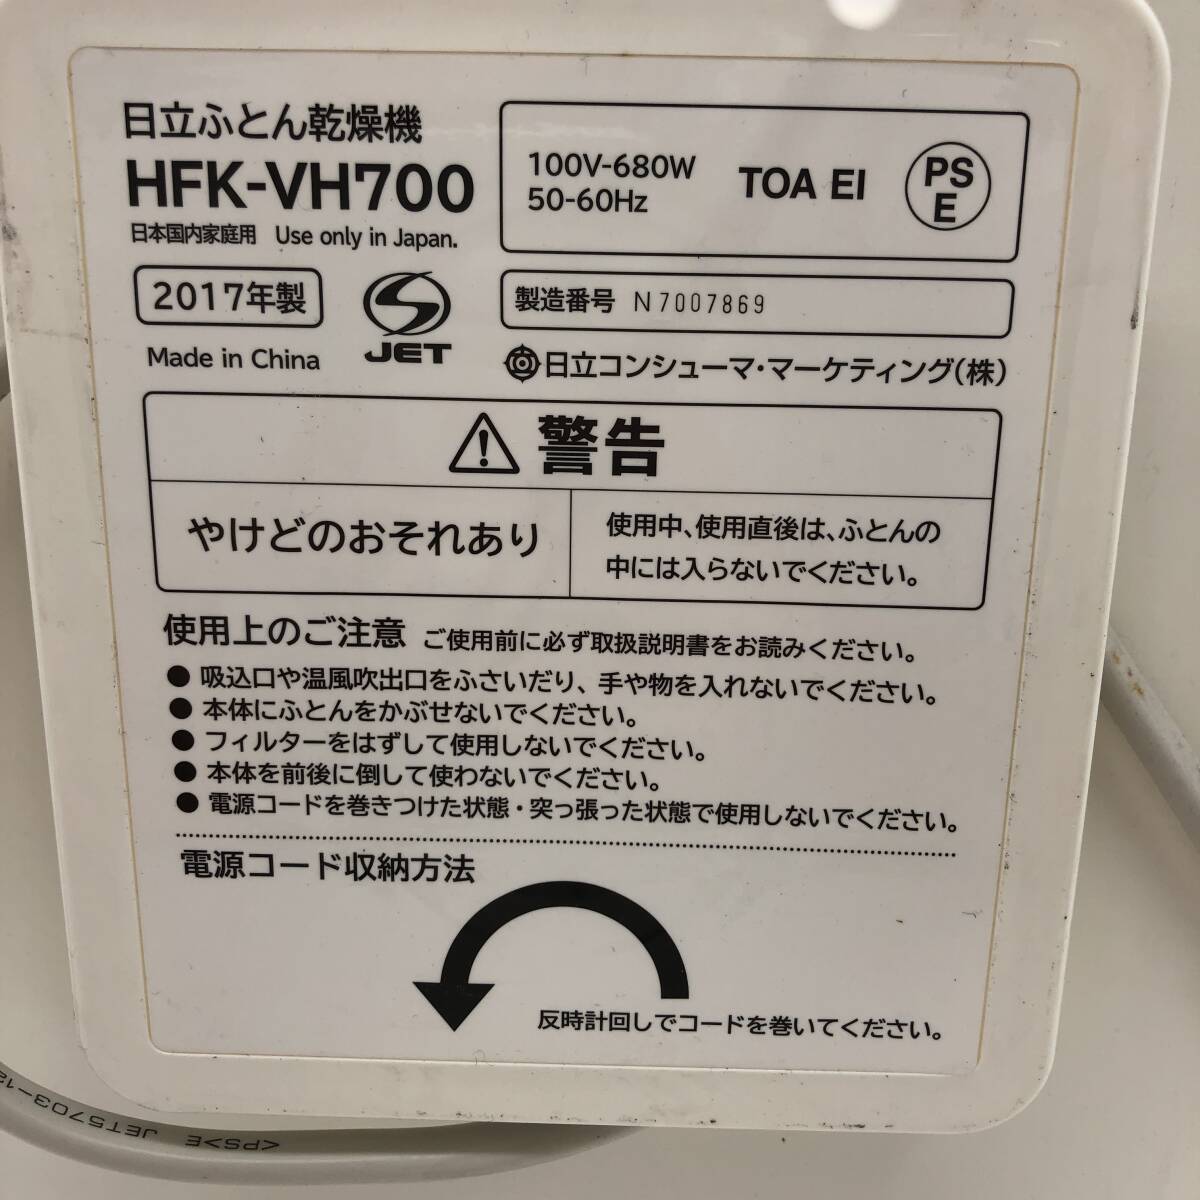 日立ふとん乾燥機
HFK-VH700
日本国内家庭用 Use only in Japan.
100V-680W
50-60Hz
TOA EI
PS
E
2017年製
JET
製造番号 N7007869
Made in China
日立コンシューマ・マーケティング(株)
警告
やけどのおそれあり
使用中、使用直後は、ふとんの
中には入らないでください。
使用上のご注意 ご使用前に必ず取扱説明書をお読みください。
● 吸込口や温風吹出口をふさいだり、手や物を入れないでください。
● 本体にふとんをかぶせないでください。
● フィルターをはずして使用しないでください。
● 本体を前後に倒して使わないでください。
● 電源コードを巻きつけた状態・突っ張った状態で使用しないでください。
電源コード収納方法
反時計回しでコードを巻いてください。
<PS>E JET5703-12